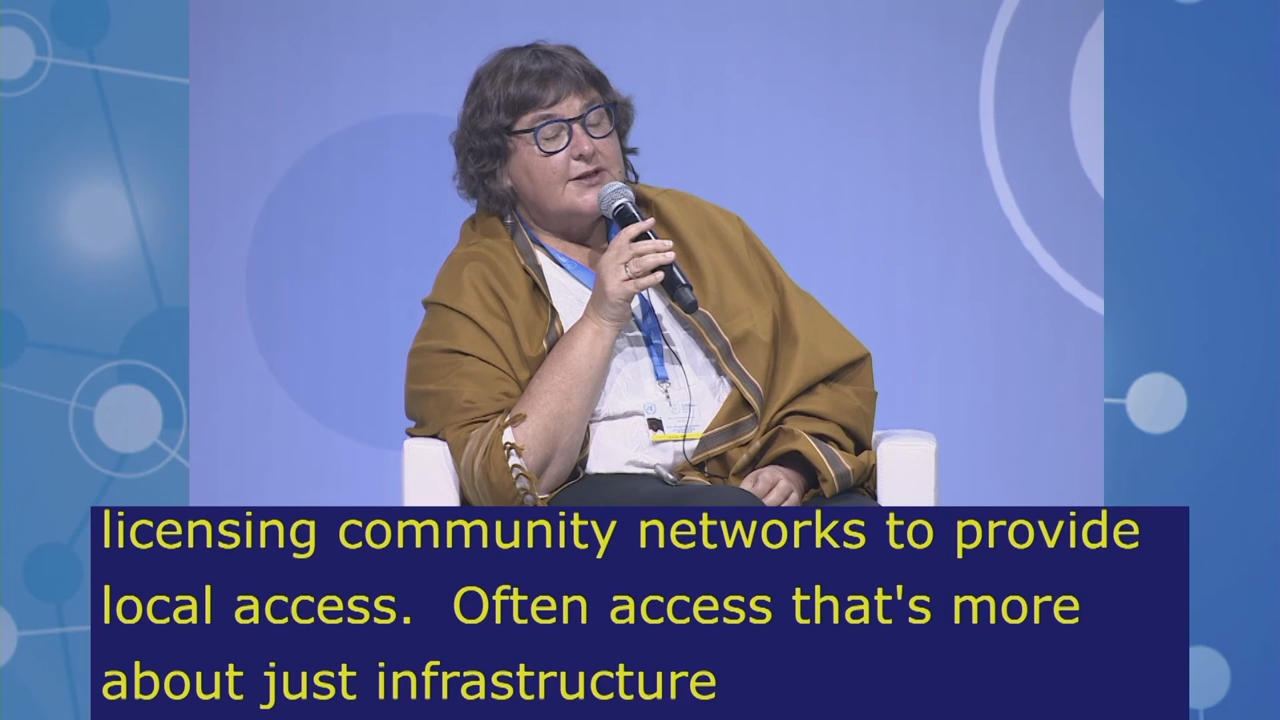 licensing community networks to provide
local access.  Often access that's more
about just infrastructure